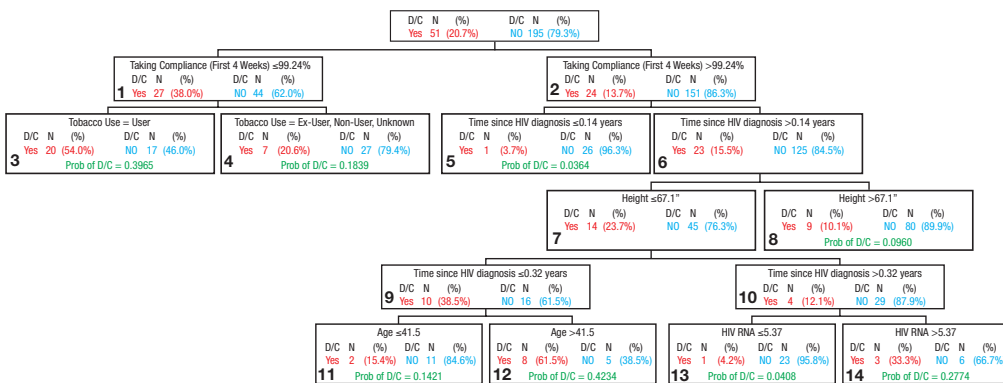 D/C N (%) D/C N (%)
Yes 51 (20.7%) NO 195 (79.3%)
Taking Compliance (First 4 Weeks) ≤99.24%
D/C N (%) D/C N (%)
1 Yes 27 (38.0%) NO 44 (62.0%)
Taking Compliance (First 4 Weeks) >99.24%
D/C N (%) D/C N (%)
2 Yes 24 (13.7%) NO 151 (86.3%)
Tobacco Use = User
D/C N (%) D/C N (%)
Yes 20 (54.0%) NO 17 (46.0%)
3 Prob of D/C = 0.3965
Tobacco Use = Ex-User, Non-User, Unknown
D/C N (%) D/C N (%)
Yes 7 (20.6%) NO 27 (79.4%)
4 Prob of D/C = 0.1839
Time since HIV diagnosis ≤0.14 years
D/C N (%) D/C N (%)
Yes 1 (3.7%) NO 26 (96.3%)
5 Prob of D/C = 0.0364
Time since HIV diagnosis >0.14 years
D/C N (%) D/C N (%)
Yes 23 (15.5%) NO 125 (84.5%)
6
Height ≤67.1"
D/C N (%) D/C N (%)
Yes 14 (23.7%) NO 45 (76.3%)
7
Height >67.1"
D/C N (%) D/C N (%)
Yes 9 (10.1%) NO 80 (89.9%)
8 Prob of D/C = 0.0960
Time since HIV diagnosis ≤0.32 years
D/C N (%) D/C N (%)
9 Yes 10 (38.5%) NO 16 (61.5%)
Time since HIV diagnosis >0.32 years
D/C N (%) D/C N (%)
10 Yes 4 (12.1%) NO 29 (87.9%)
Age ≤41.5
D/C N (%) D/C N (%)
Yes 2 (15.4%) NO 11 (84.6%)
11 Prob of D/C = 0.1421
Age >41.5
D/C N (%) D/C N (%)
Yes 8 (61.5%) NO 5 (38.5%)
12 Prob of D/C = 0.4234
HIV RNA ≤5.37
D/C N (%) D/C N (%)
Yes 1 (4.2%) NO 23 (95.8%)
13 Prob of D/C = 0.0408
HIV RNA >5.37
D/C N (%) D/C N (%)
Yes 3 (33.3%) NO 6 (66.7%)
14 Prob of D/C = 0.2774